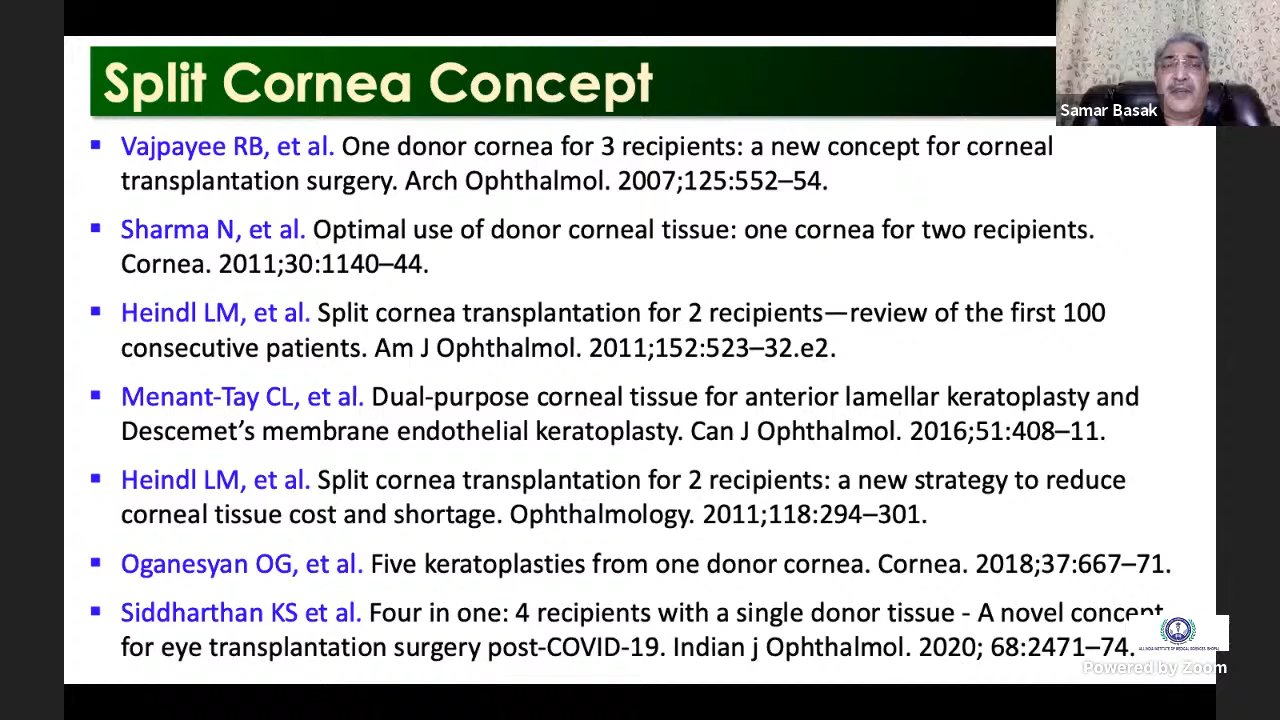 Split Cornea Concept
Samar Basak
▪ Vajpayee RB, et al. One donor cornea for 3 recipients: a new concept for corneal
transplantation surgery. Arch Ophthalmol. 2007;125:552–54.
▪ Sharma N, et al. Optimal use of donor corneal tissue: one cornea for two recipients.
Cornea. 2011;30:1140–44.
▪ Heindl LM, et al. Split cornea transplantation for 2 recipients—review of the first 100
consecutive patients. Am J Ophthalmol. 2011;152:523–32.e2.
▪ Menant-Tay CL, et al. Dual-purpose corneal tissue for anterior lamellar keratoplasty and
Descemet’s membrane endothelial keratoplasty. Can J Ophthalmol. 2016;51:408–11.
▪ Heindl LM, et al. Split cornea transplantation for 2 recipients: a new strategy to reduce
corneal tissue cost and shortage. Ophthalmology. 2011;118:294–301.
▪ Oganesyan OG, et al. Five keratoplasties from one donor cornea. Cornea. 2018;37:667–71.
▪ Siddharthan KS et al. Four in one: 4 recipients with a single donor tissue - A novel concept
for eye transplantation surgery post-COVID-19. Indian j Ophthalmol. 2020; 68:2471–74.
ALL INDIA INSTITUTE OF MEDICAL SCIENCES, BHOPAL
Powered by Zoom